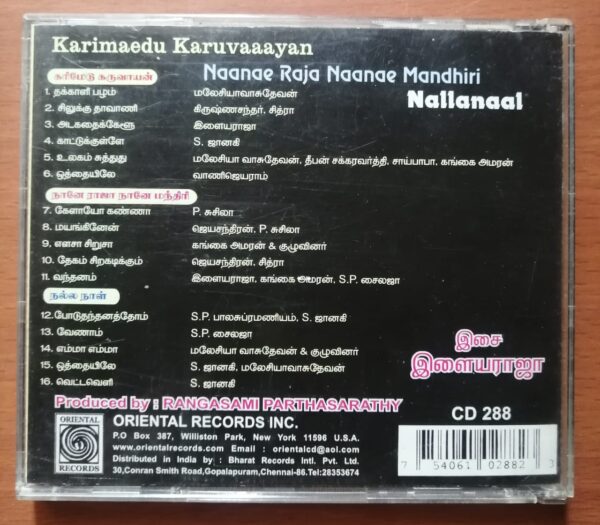 Karimaedu Karuvaaayan
Naanae Raja Naanae Mandhiri
Nallanaal
கரிமேடு கருவாயன்
1. தக்காளி பழம் மலேசியாவாசுதேவன்
2. சிலுக்கு தாவாணி கிருஷ்ணசந்தர், சித்ரா
3. அடகதைக்கேளு இளையராஜா
4. காட்டுக்குள்ளே S. ஜானகி
5. உலகம் சுத்துது மலேசியா வாசுதேவன், தீபன் சக்கரவர்த்தி, சாய்பாபா, கங்கை அமரன்
6. ஒத்தையிலே வாணிஜெயராம்
நானே ராஜா நானே மந்திரி
7. கேளாயோ கண்ணா P. சுசிலா
8. மயங்கினேன் ஜெயசந்திரன், P. சுசிலா
9. எளசா சிறுசா கங்கை அமரன் & குழுவினர்
10. தேகம் சிறகடிக்கும் ஜெயசந்திரன், சித்ரா
11. வந்தனம் இளையராஜா, கங்கை அமரன், S.P. சைலஜா
நல்ல நாள்
12.போடுதந்தனத்தோம் S.P. பாலசுப்ரமணியம், S. ஜானகி
13. வேணாம் S.P. சைலஜா
14. எம்மா எம்மா மலேசியா வாசுதேவன் & குழுவினர்
15. ஒத்தையிலே S. ஜானகி, மலேசியாவாசுதேவன்
16. வெட்டவெளி S. ஜானகி
இசை
இளையராஜா
Produced by : RANGASAMI PARTHASARATHY
CD 288
ORIENTAL RECORDS
ORIENTAL RECORDS INC.
P.O Box 387, Williston Park, New York 11596 U.S.A.
www.orientalrecords.com Email : orientalcd@aol.com
Distributed in India by : Bharat Records Intl. Pvt. Ltd.
30,Conran Smith Road,Gopalapuram,Chennai-86.Tel:28353674
7 54061 02882 3